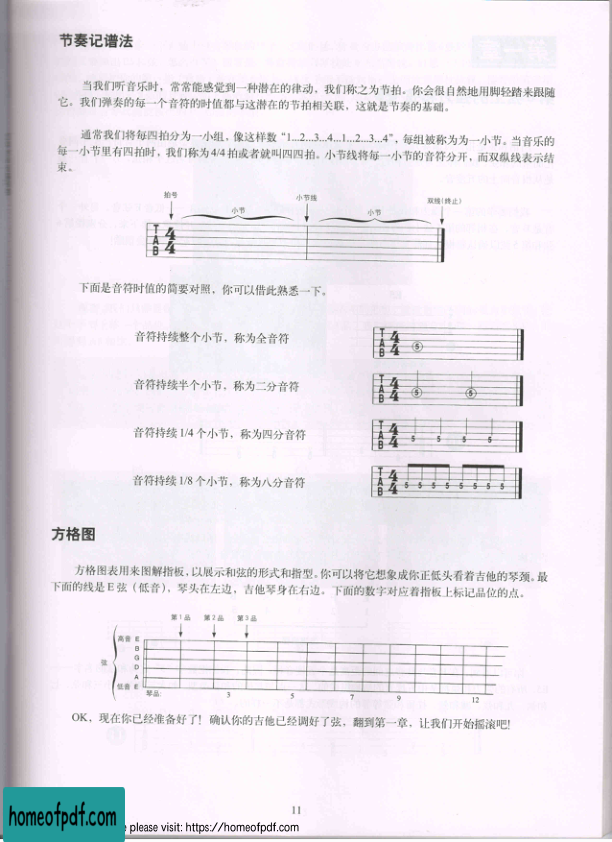 节奏记谱法
当我们听音乐时，常常能感觉到一种潜在的律动，我们称之为节拍。你会很自然地用脚轻踏来跟随
它。我们弹奏的每一个音符的时值都与这潜在的节拍相关联，这就是节奏的基础。
通常我们将每四拍分为一小组，像这样数“1...2...3...4...1...2...3...4”，每组被称为为一小节。当音乐的
每一小节里有四拍时，我们称为4/4拍或者就叫四四拍。小节线将每一小节的音符分开，而双纵线表示结
束。
拍号 小节 小节线 小节 双线(终止)
T A B 4 4
下面是音符时值的简要对照，你可以借此熟悉一下。
音符持续整个小节，称为全音符
T A B 4 4 5
音符持续半个小节，称为二分音符
T A B 4 4 5 5
音符持续 1/4 个小节，称为四分音符
T A B 4 4 5 5 5 5
音符持续 1/8 个小节，称为八分音符
T A B 4 4 5 5 5 5 5 5 5 5
方格图
方格图表用来图解指板，以展示和弦的形式和指型。你可以将它想象成你正低头看着吉他的琴颈。最
下面的线是 E 弦（低音），琴头在左边，吉他琴身在右边。下面的数字对应着指板上标记品位的点。
第1品 第2品 第3品
高音 E
B
G
弦 D
A
低音 E
琴品: 3 5 7 9 12
OK，现在你已经准备好了！确认你的吉他已经调好了弦，翻到第一章，让我们开始摇滚吧!
11
homeofpdf.com
e please visit: https://homeofpdf.com